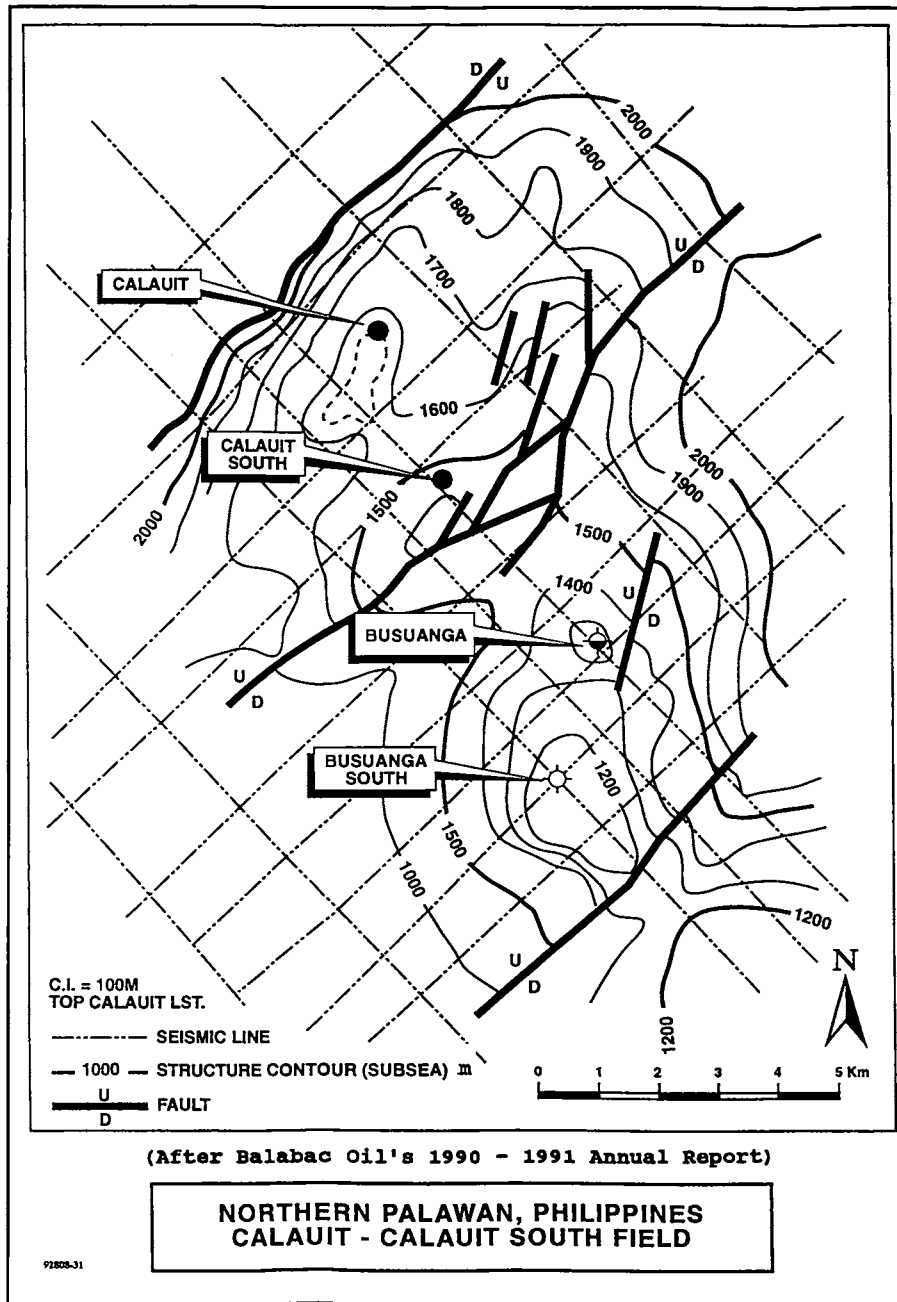 D
U
2000
1900
1800
1700
U
D
CALAUIT
1600
CALAUIT
SOUTH
2000
1900
1500
2000
1500
1400
U
D
BUSUANGA
U
D
BUSUANGA
SOUTH
1200
1500
1000
1200
U
D
1200
N
C.I. = 100M
TOP CALAUIT LST.
SEISMIC LINE
1000 STRUCTURE CONTOUR (SUBSEA) m
U
D
FAULT
0 1 2 3 4 5 Km
(After Balabac Oil's 1990 - 1991 Annual Report)
NORTHERN PALAWAN, PHILIPPINES
CALAUIT - CALAUIT SOUTH FIELD
92808-31